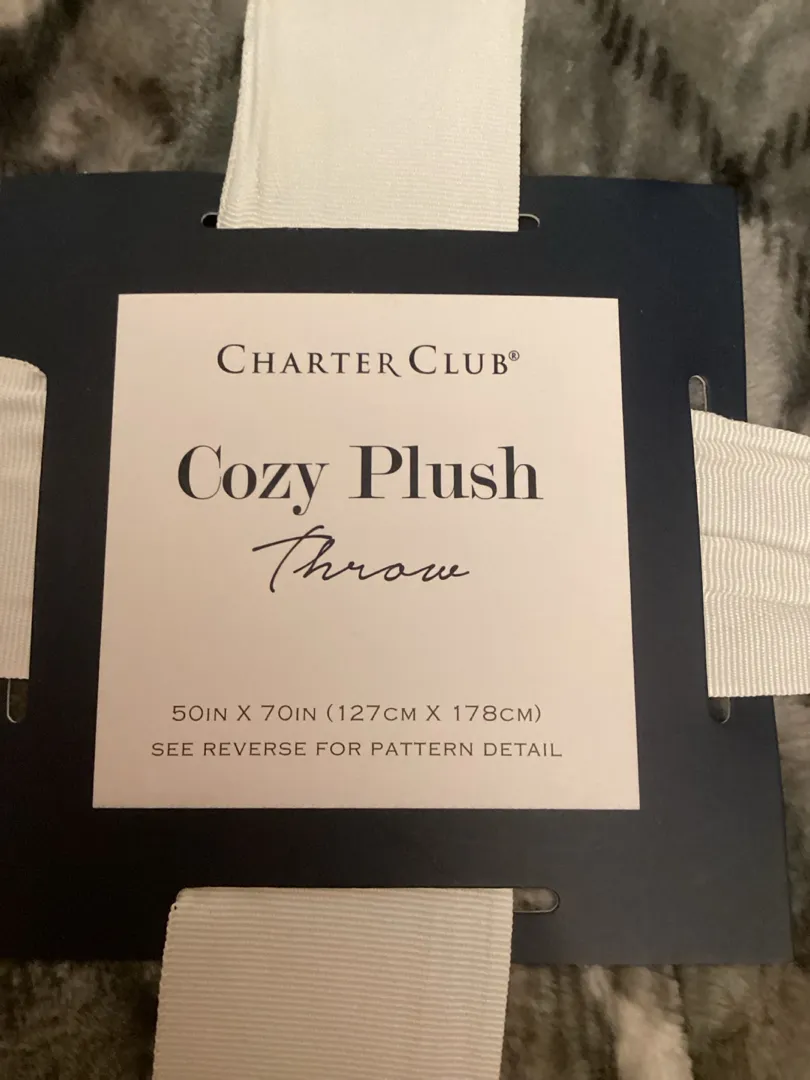 CHARTER CLUB®
Cozy Plush
Throw
50IN X 70IN (127CM X 178CM)
SEE REVERSE FOR PATTERN DETAIL